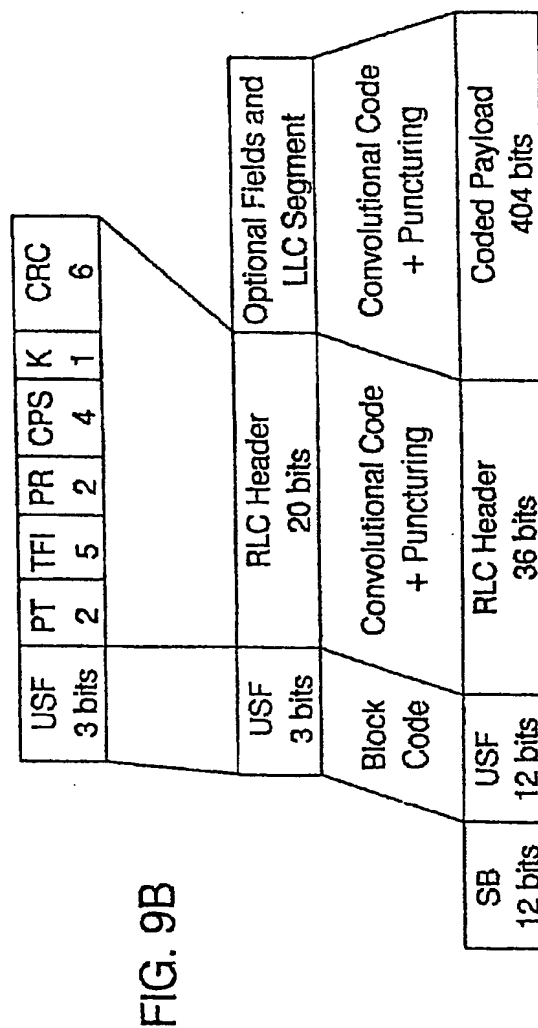 FIG. 9B
USF PT TFI PR CPS K CRC
3 bits 2 5 2 4 1 6
USF RLC Header Optional Fields and
3 bits 20 bits LLC Segment
Block Convolutional Code Convolutional Code
Code + Puncturing + Puncturing
SB USF RLC Header Coded Payload
12 bits 12 bits 36 bits 404 bits